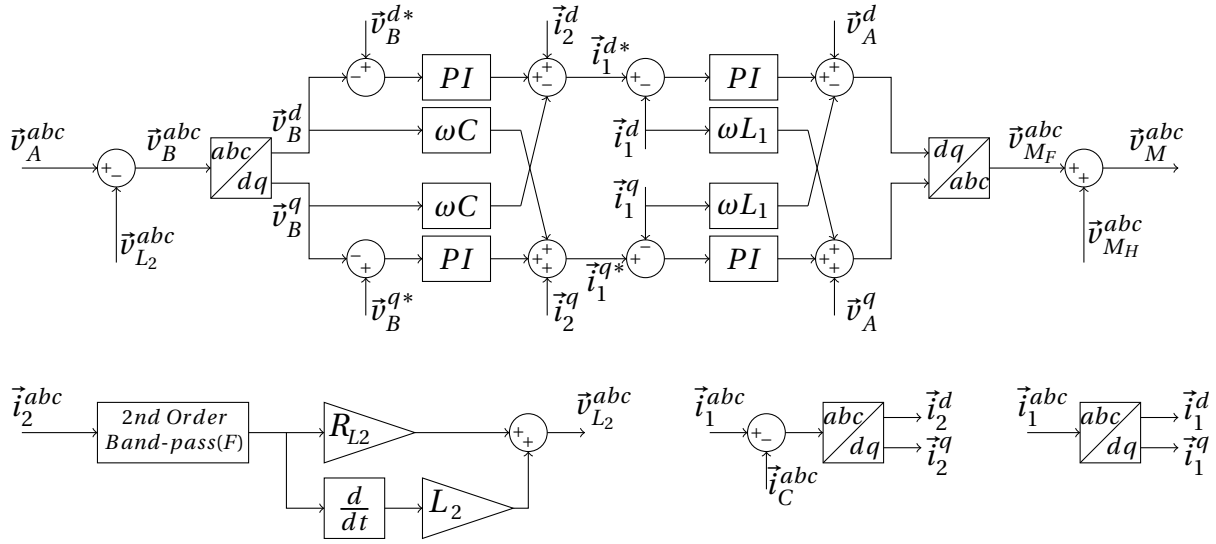 v⃗_B^{d*} i⃗_2^d v⃗_A^d
i⃗_1^{d*}
- + PI + + - + - PI + + -
v⃗_B^d i⃗_1^d
ωC ωL₁
v⃗_A^{abc} v⃗_B^{abc} abc dq v⃗_{M_F}^{abc} v⃗_M^{abc}
+ - dq abc + +
v⃗_B^q i⃗_1^q
ωC ωL₁
v⃗_{L_2}^{abc} v⃗_{M_H}^{abc}
- + PI + + + + - PI + + +
i⃗_1^{q*}
v⃗_B^{q*} i⃗_2^q v⃗_A^q
i⃗_2^{abc} 2nd Order Band-pass(F) R_{L2} + + v⃗_{L_2}^{abc}
d/dt L₂
i⃗_1^{abc} + - abc dq i⃗_2^d
i⃗_2^q
i⃗_C^{abc}
i⃗_1^{abc} abc dq i⃗_1^d
i⃗_1^q